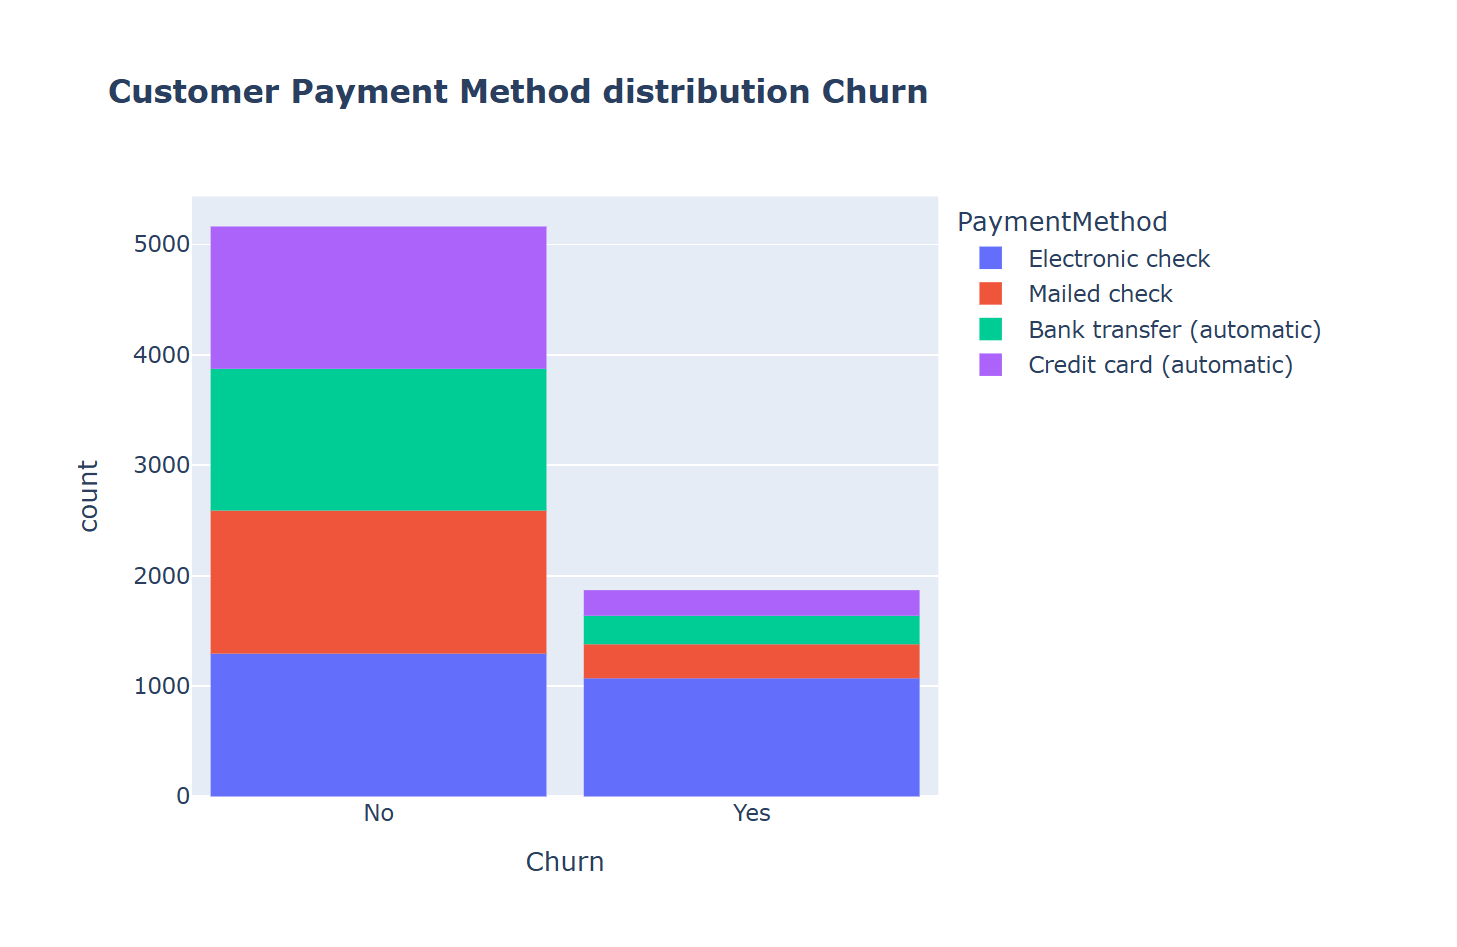 Customer Payment Method distribution Churn
PaymentMethod
Electronic check
Mailed check
Bank transfer (automatic)
Credit card (automatic)
count
5000
4000
3000
2000
1000
0
No
Yes
Churn